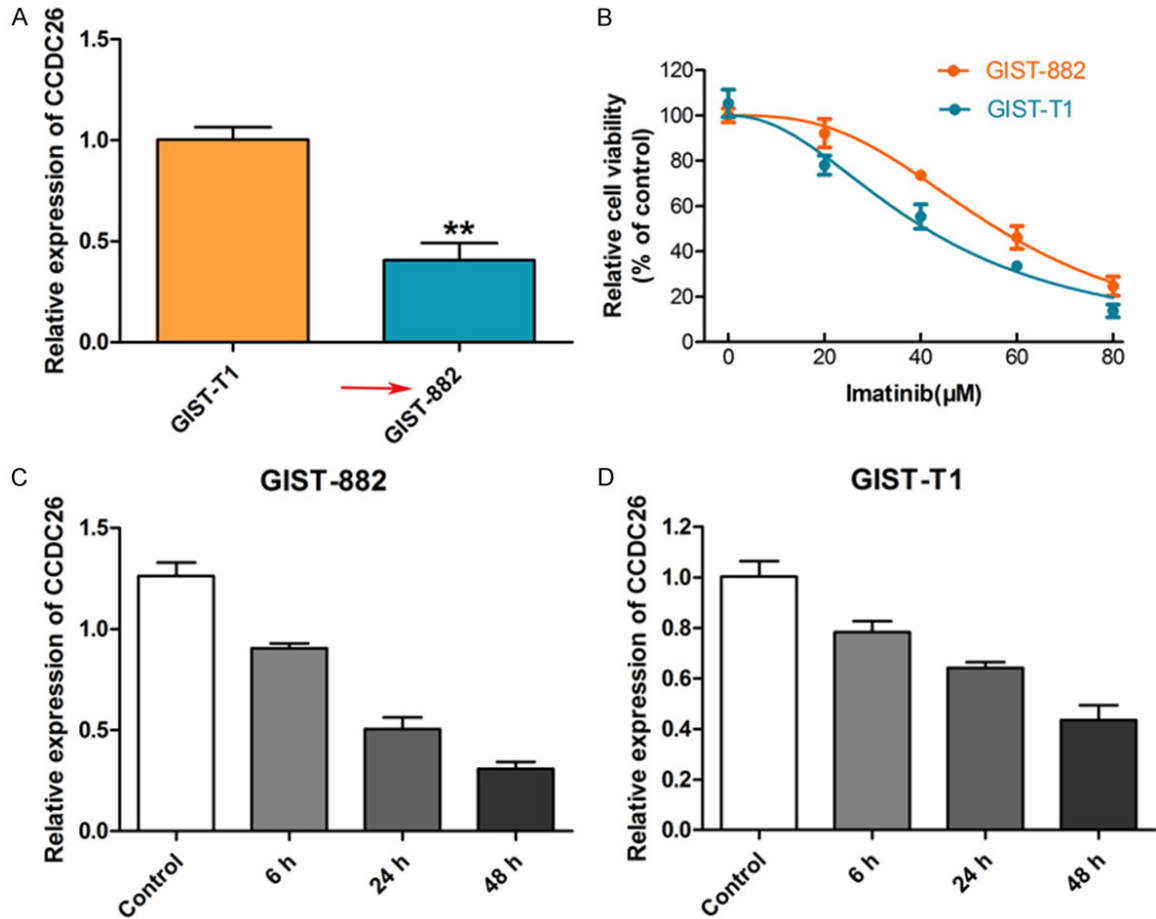 A
Relative expression of CCDC26
1.5
1.0
0.5
0.0
**
GIST-T1
GIST-882
B
Relative cell viability
(% of control)
120
100
80
60
40
20
0
GIST-882
GIST-T1
0 20 40 60 80
Imatinib(µM)
C
GIST-882
Relative expression of CCDC26
1.5
1.0
0.5
0.0
Control
6 h
24 h
48 h
D
GIST-T1
Relative expression of CCDC26
1.2
1.0
0.8
0.6
0.4
0.2
0.0
Control
6 h
24 h
48 h